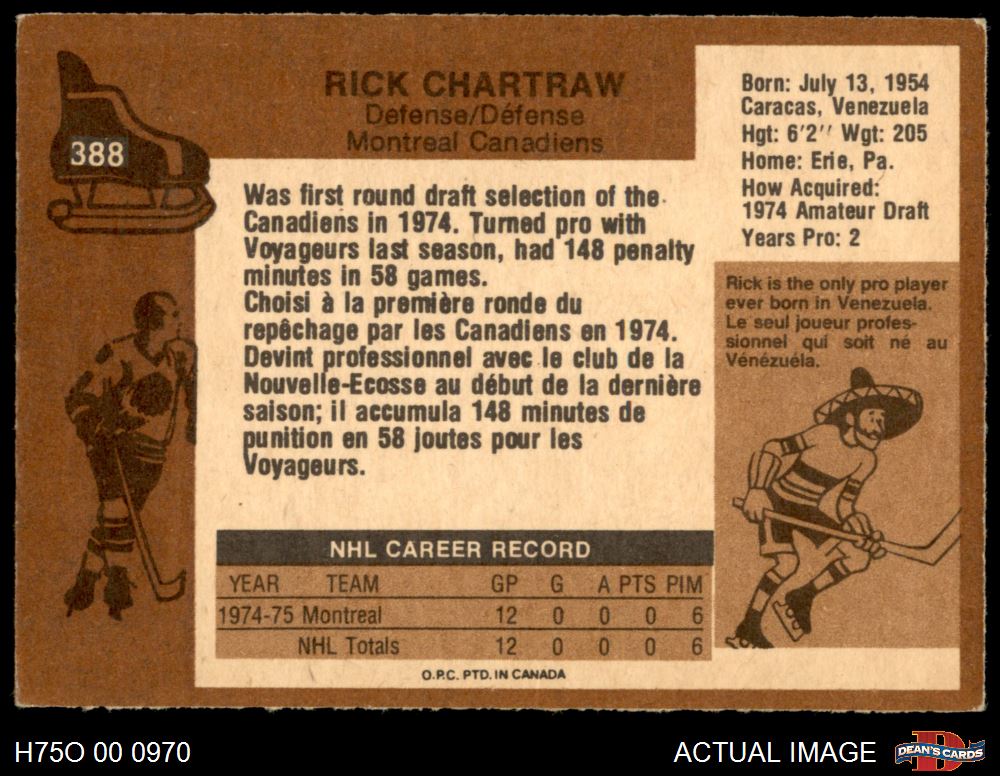 RICK CHARTRAW
Defense/Défense
Montreal Canadiens
388
Born: July 13, 1954
Caracas, Venezuela
Hgt: 6'2'' Wgt: 205
Home: Erie, Pa.
How Acquired:
1974 Amateur Draft
Years Pro: 2
Was first round draft selection of the
Canadiens in 1974. Turned pro with
Voyageurs last season, had 148 penalty
minutes in 58 games.
Choisi à la première ronde du
repêchage par les Canadiens en 1974.
Devint professionnel avec le club de la
Nouvelle-Ecosse au début de la dernière
saison; il accumula 148 minutes de
punition en 58 joutes pour les
Voyageurs.
Rick is the only pro player
ever born in Venezuela.
Le seul joueur profes-
sionnel qui soit né au
Vénézuéla.
NHL CAREER RECORD
YEAR TEAM GP G A PTS PIM
1974-75 Montreal 12 0 0 0 6
NHL Totals 12 0 0 0 6
O.P.C. PTD. IN CANADA
H75O 00 0970
ACTUAL IMAGE
DEAN'S CARDS